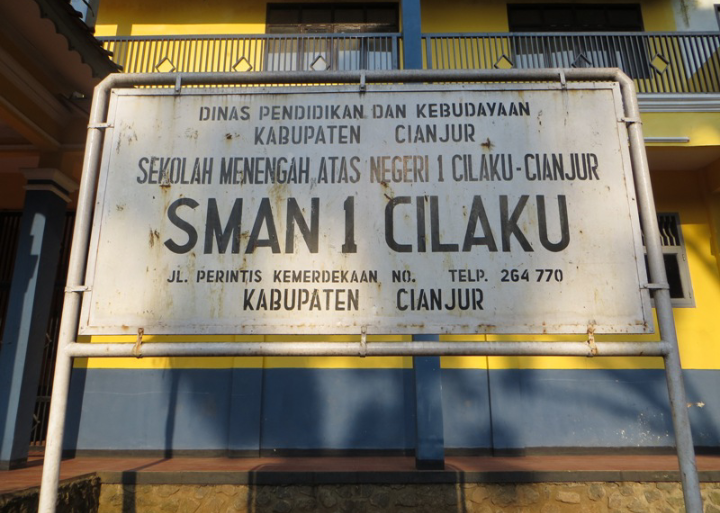 DINAS PENDIDIKAN DAN KEBUDAYAAN
KABUPATEN CIANJUR
SEKOLAH MENENGAH ATAS NEGERI 1 CILAKU-CIANJUR
SMAN 1 CILAKU
JL. PERINTIS KEMERDEKAAN NO. TELP. 264 770
KABUPATEN CIANJUR